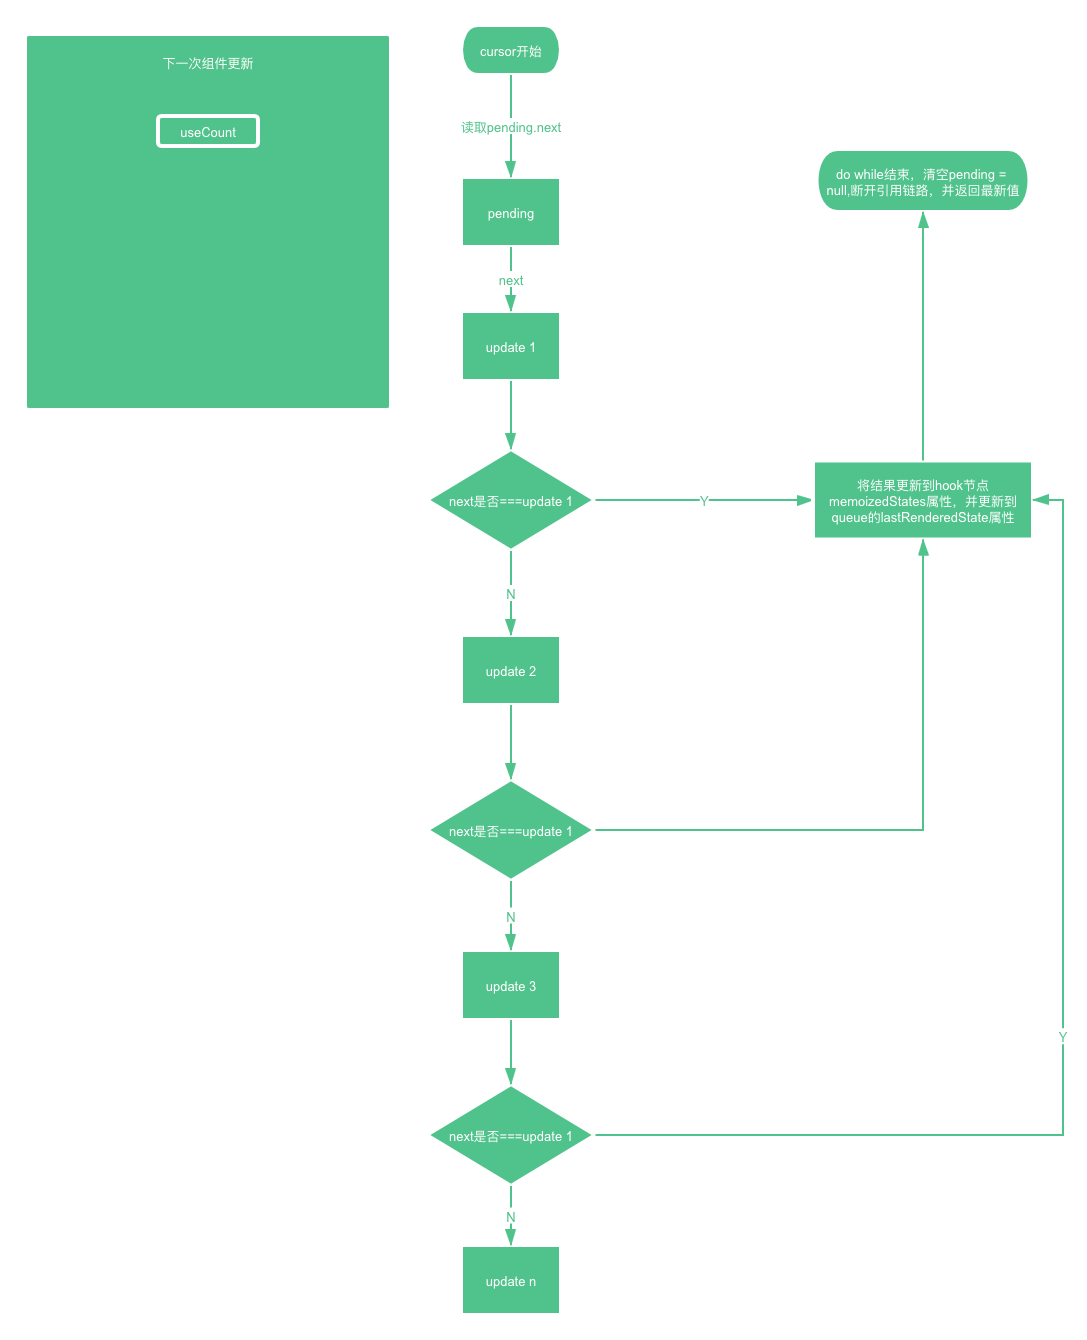 下一次组件更新
useCount
cursor开始
读取pending.next
pending
next
update 1
next是否===update 1
Y
将结果更新到hook节点
memoizedStates属性，并更新到
queue的lastRenderedState属性
do while结束，清空pending =
null,断开引用链路，并返回最新值
N
update 2
next是否===update 1
N
update 3
Y
next是否===update 1
N
update n